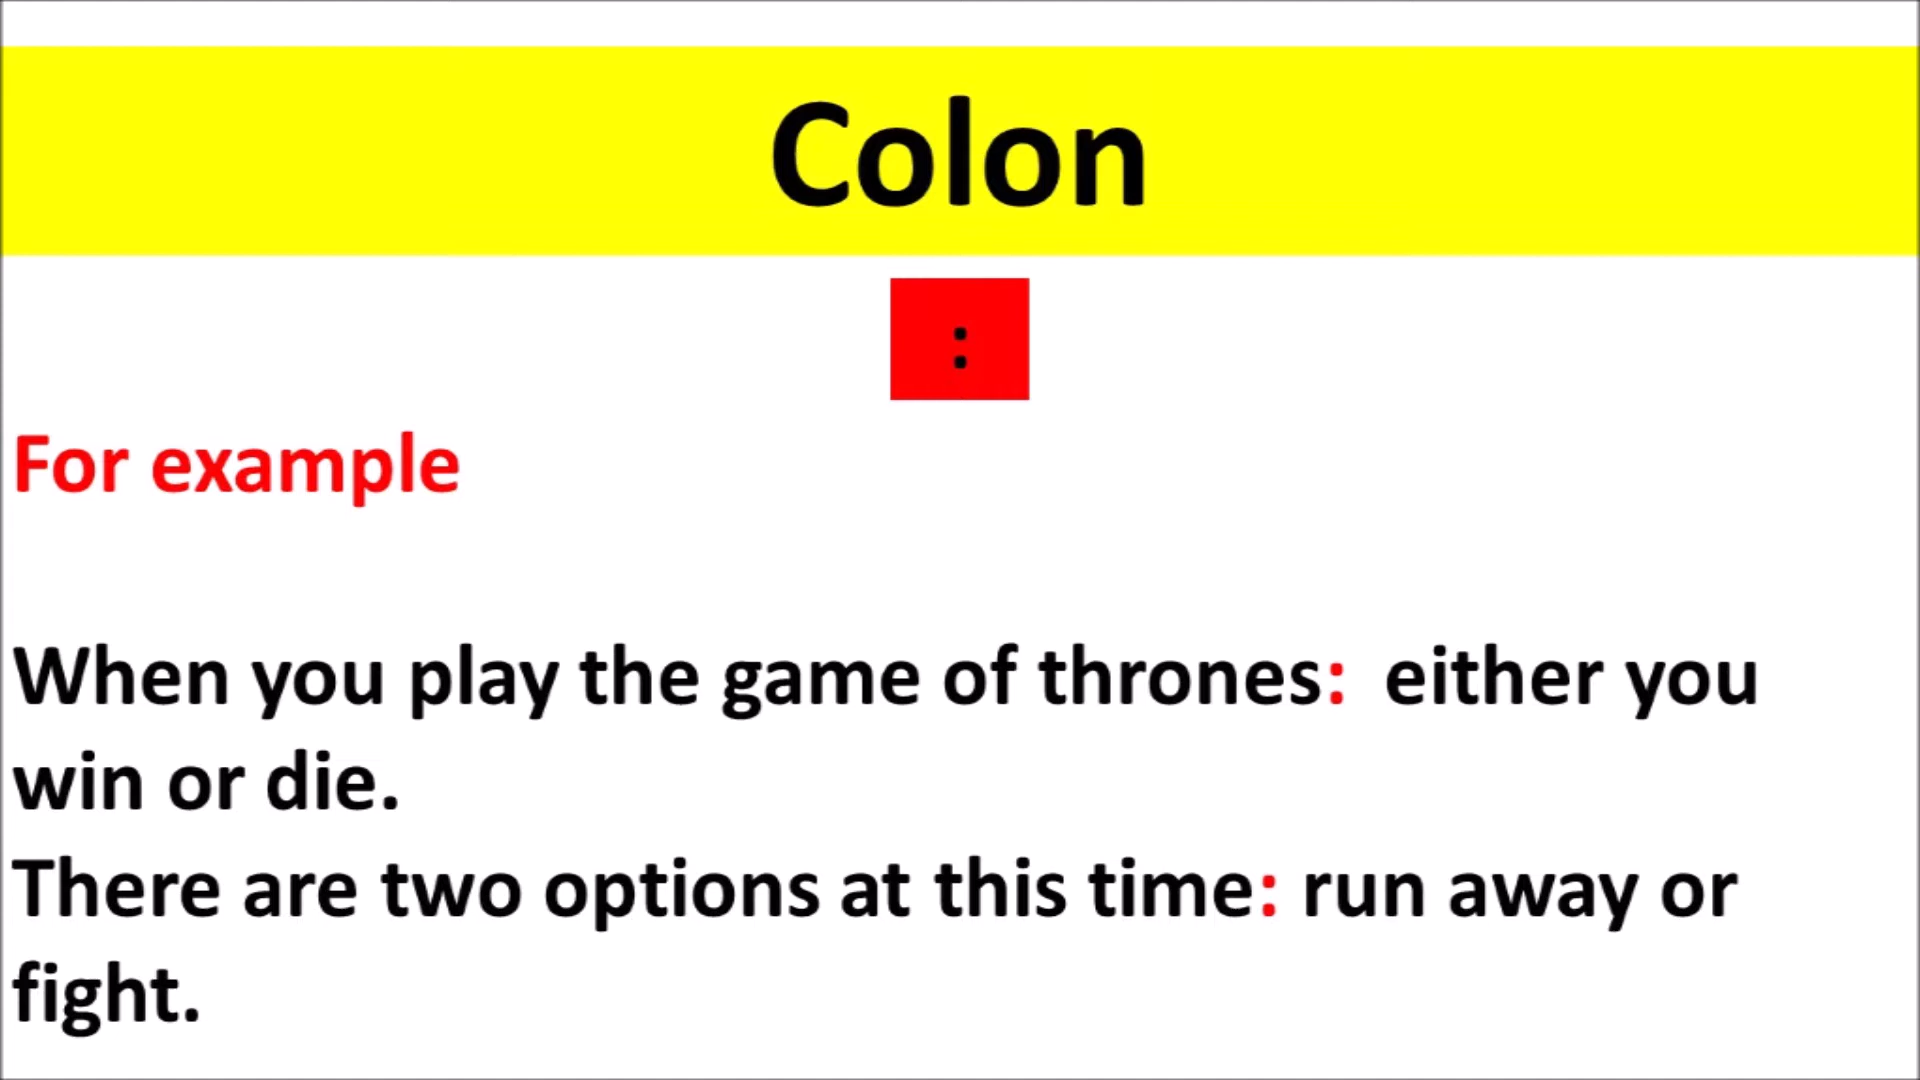 Colon
:
For example
When you play the game of thrones:  either you
win or die.
There are two options at this time: run away or
fight.